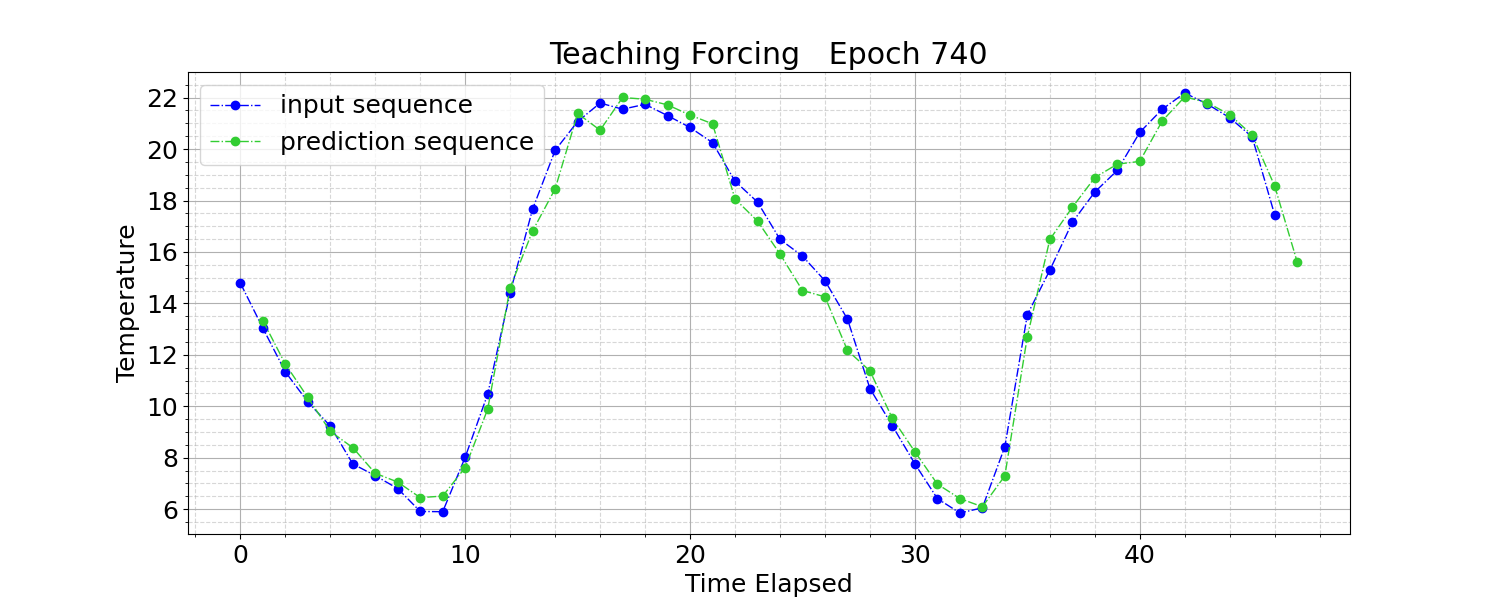 Teaching Forcing   Epoch 740
input sequence
prediction sequence
Temperature
22
20
18
16
14
12
10
8
6
0 10 20 30 40
Time Elapsed